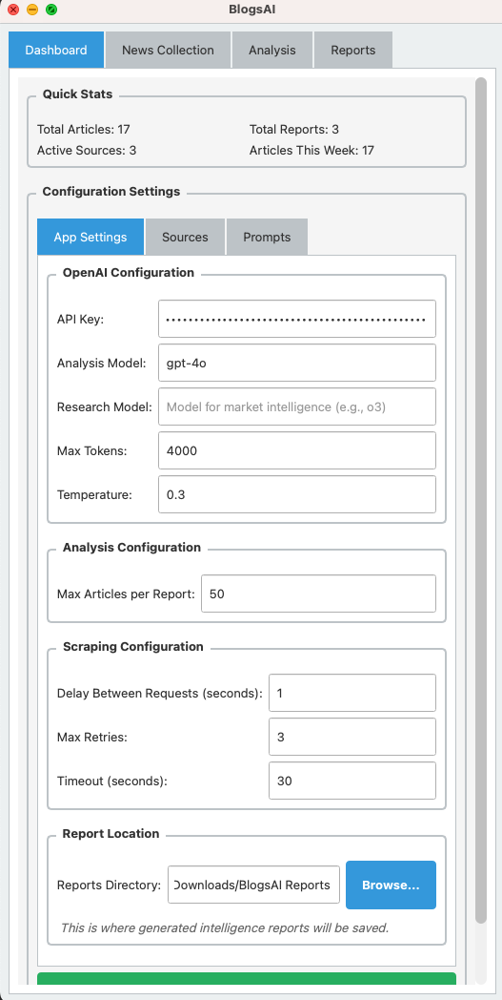 BlogsAI
Dashboard
News Collection
Analysis
Reports
Quick Stats
Total Articles: 17
Total Reports: 3
Active Sources: 3
Articles This Week: 17
Configuration Settings
App Settings
Sources
Prompts
OpenAI Configuration
API Key:
Analysis Model: gpt-4o
Research Model: Model for market intelligence (e.g., o3)
Max Tokens: 4000
Temperature: 0.3
Analysis Configuration
Max Articles per Report: 50
Scraping Configuration
Delay Between Requests (seconds): 1
Max Retries: 3
Timeout (seconds): 30
Report Location
Reports Directory: Downloads/BlogsAI Reports
Browse...
This is where generated intelligence reports will be saved.